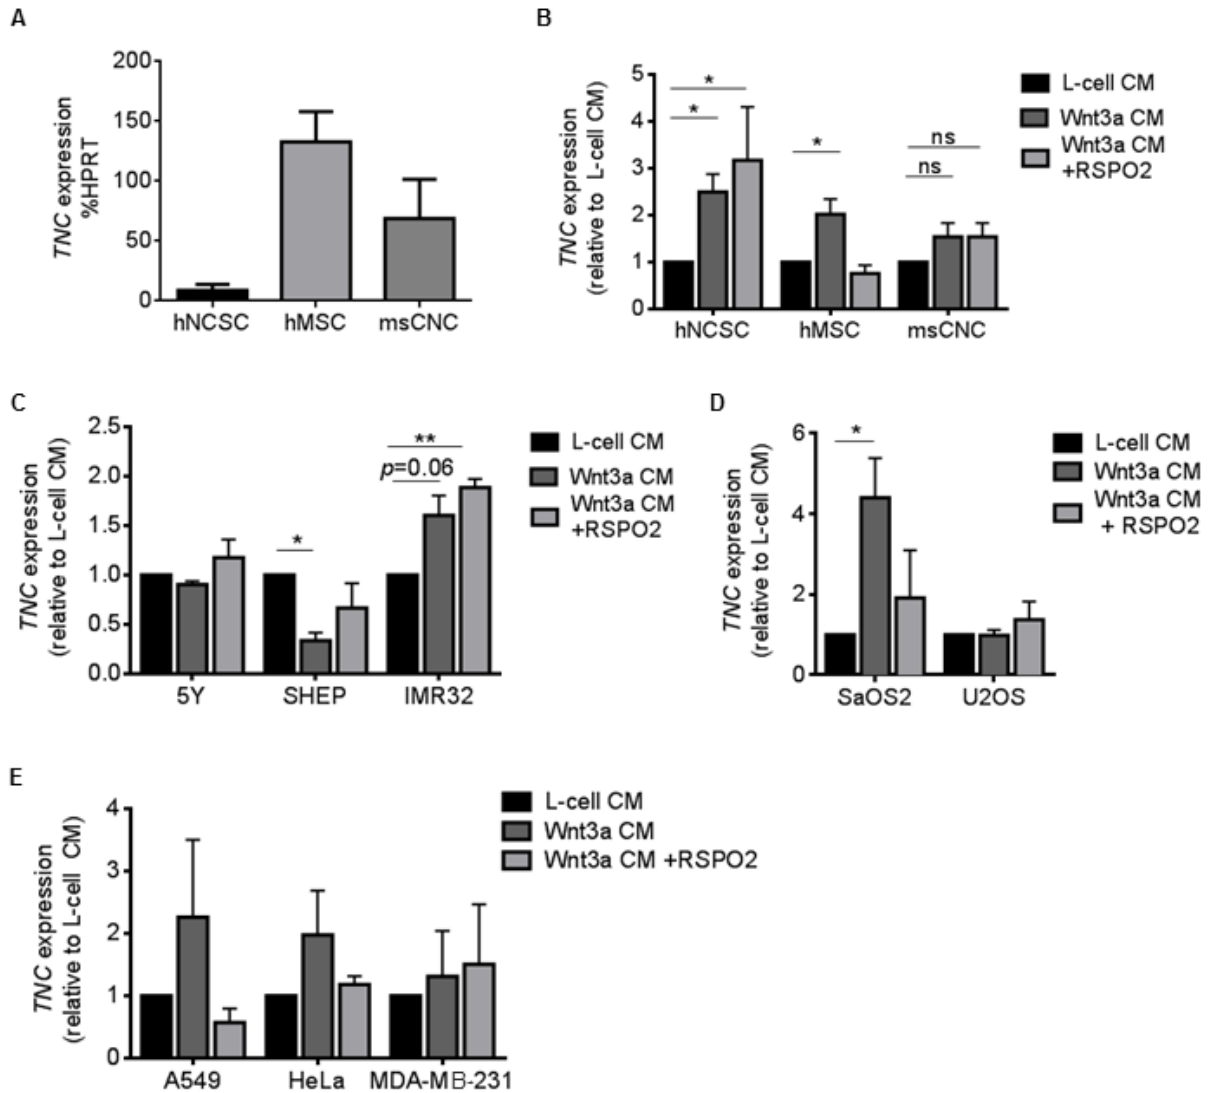 A
TNC expression
%HPRT
200
150
100
50
0
hNCSC hMSC msCNC
B
TNC expression
(relative to L-cell CM)
5
4
3
2
1
0
*
*
*
ns
ns
hNCSC hMSC msCNC
L-cell CM
Wnt3a CM
Wnt3a CM
+RSPO2
C
TNC expression
(relative to L-cell CM)
2.5
2.0
1.5
1.0
0.5
0.0
*
**
p=0.06
5Y SHEP IMR32
L-cell CM
Wnt3a CM
Wnt3a CM
+RSPO2
D
TNC expression
(relative to L-cell CM)
6
4
2
0
*
SaOS2 U2OS
L-cell CM
Wnt3a CM
Wnt3a CM
+ RSPO2
E
TNC expression
(relative to L-cell CM)
4
3
2
1
0
A549 HeLa MDA-MB-231
L-cell CM
Wnt3a CM
Wnt3a CM +RSPO2